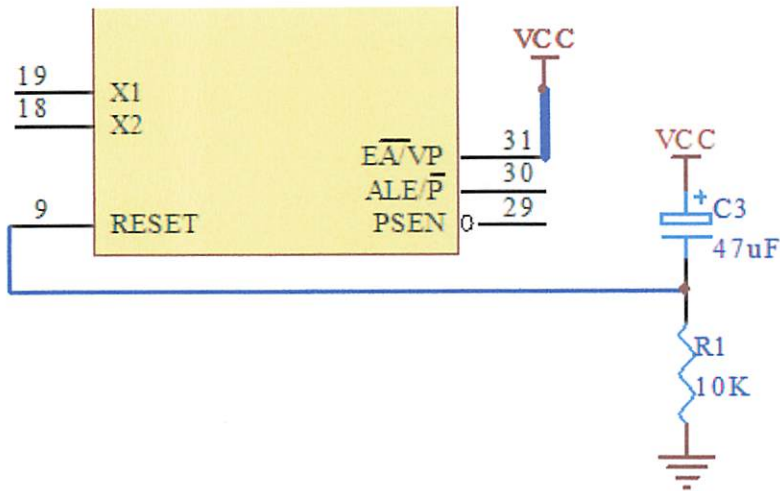 VCC
19
X1
18
X2
31
EA/VP
VCC
30
ALE/P
29
PSEN
9
RESET
+
C3
47uF
R1
10K